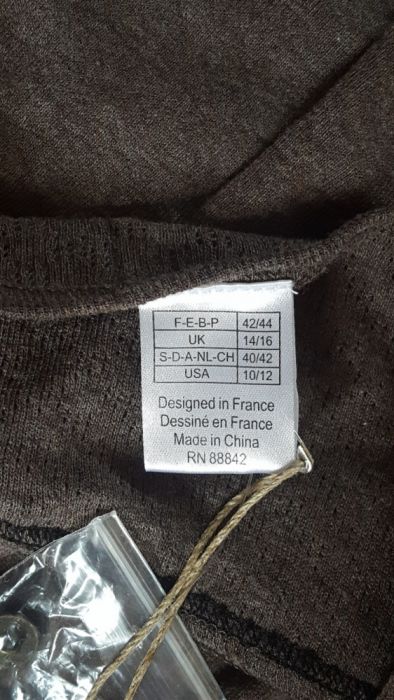 F-E-B-P 42/44
UK 14/16
S-D-A-NL-CH 40/42
USA 10/12
Designed in France
Dessiné en France
Made in China
RN 88842